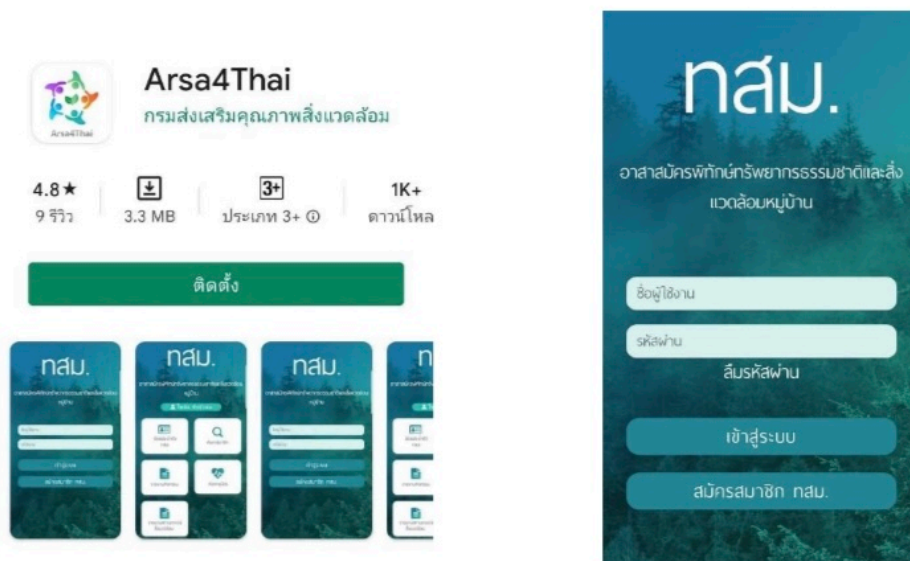 Arsa4Thai
กรมส่งเสริมคุณภาพสิ่งแวดล้อม
Arsa4Thai
4.8★
9 รีวิว
3.3 MB
3+
ประเภท 3+
1K+
ดาวน์โหล
ติดตั้ง
ทสม.
ทสม.
ทสม.
ท
ทสม.
อาสาสมัครพิทักษ์ทรัพยากรธรรมชาติและสิ่ง
แวดล้อมหมู่บ้าน
ชื่อผู้ใช้งาน
รหัสผ่าน
ลืมรหัสผ่าน
เข้าสู่ระบบ
สมัครสมาชิก ทสม.